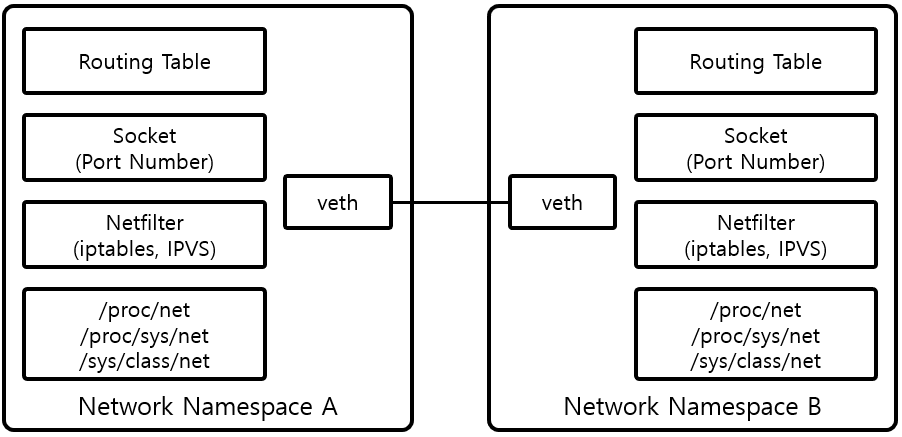 Routing Table
Socket
(Port Number)
Netfilter
(iptables, IPVS)
/proc/net
/proc/sys/net
/sys/class/net
veth
Network Namespace A
Routing Table
Socket
(Port Number)
Netfilter
(iptables, IPVS)
/proc/net
/proc/sys/net
/sys/class/net
veth
Network Namespace B